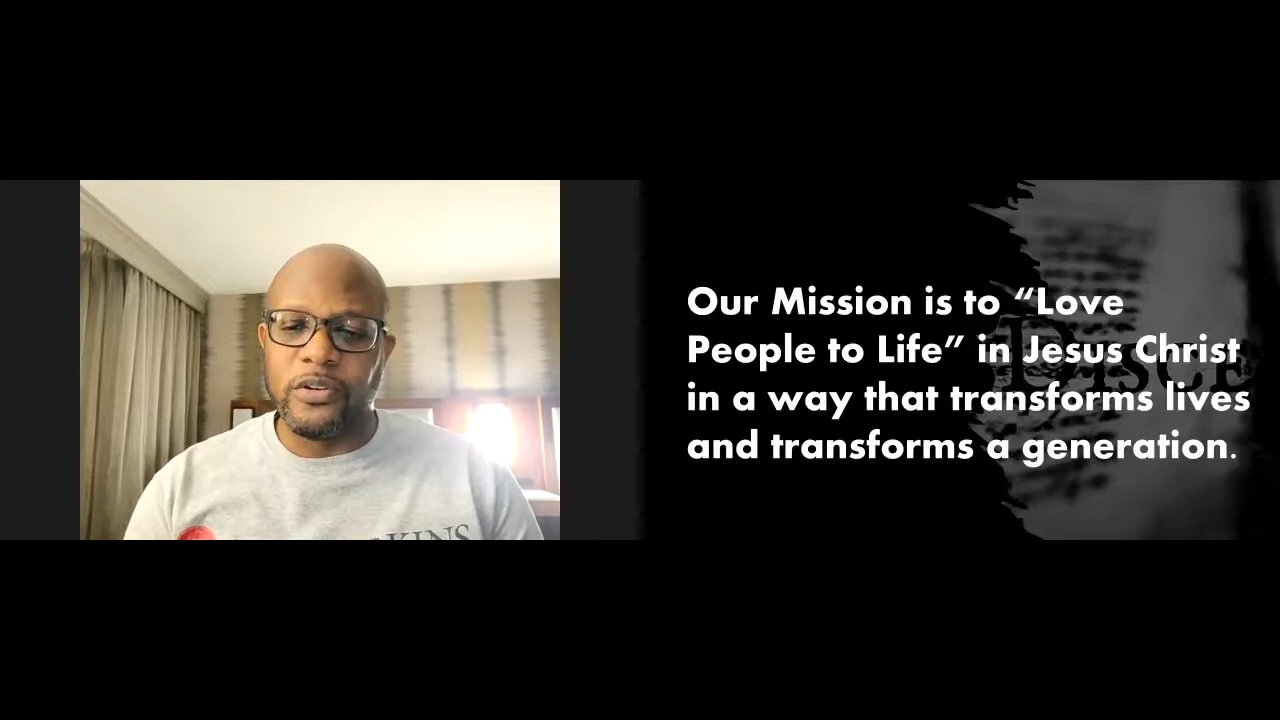 Our Mission is to “Love
People to Life” in Jesus Christ
in a way that transforms lives
and transforms a generation.